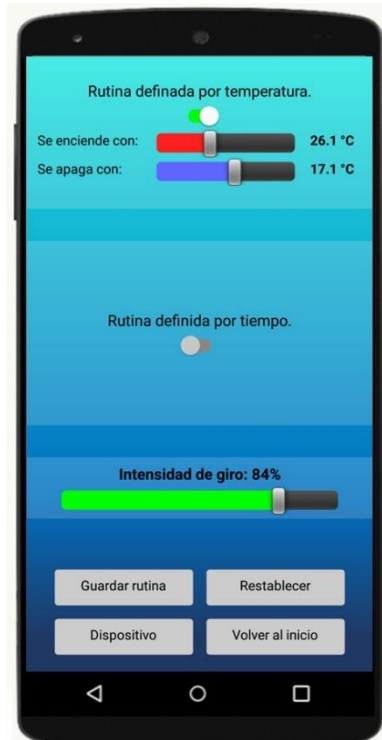 Rutina definada por temperatura.
Se enciende con: 26.1 °C
Se apaga con: 17.1 °C
Rutina definida por tiempo.
Intensidad de giro: 84%
Guardar rutina Restablecer
Dispositivo Volver al inicio